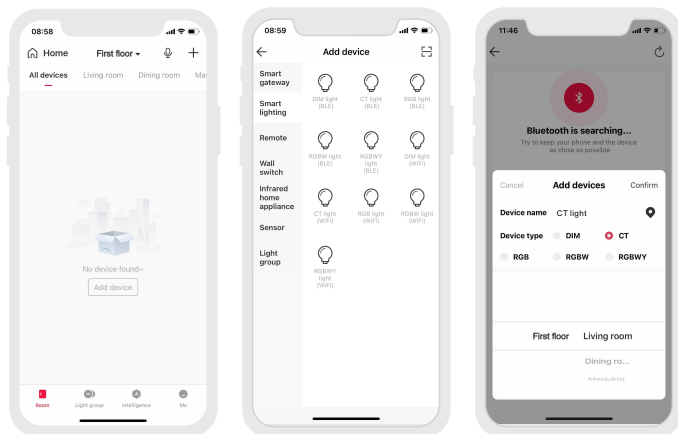 08:58
Home First floor
All devices Living room Dining room Mas
No device found~
Add device
Room Light group Intelligence Me
08:59
Add device
Smart
gateway
Smart
lighting
Remote
Wall
switch
Infrared
home
appliance
Sensor
Light
group
DIM light
(BLE)
CT light
(BLE)
RGB light
(BLE)
RGBW light
(BLE)
RGBWY
light
(BLE)
DIM light
(WiFi)
CT light
(WiFi)
RGB light
(WiFi)
RGBW light
(WiFi)
RGBWY
light
(WiFi)
11:46
Bluetooth is searching...
Try to keep your phone and the device
as close as possible
Cancel Add devices Confirm
Device name CT light
Device type DIM CT
RGB RGBW RGBWY
First floor Living room
Dining ro...